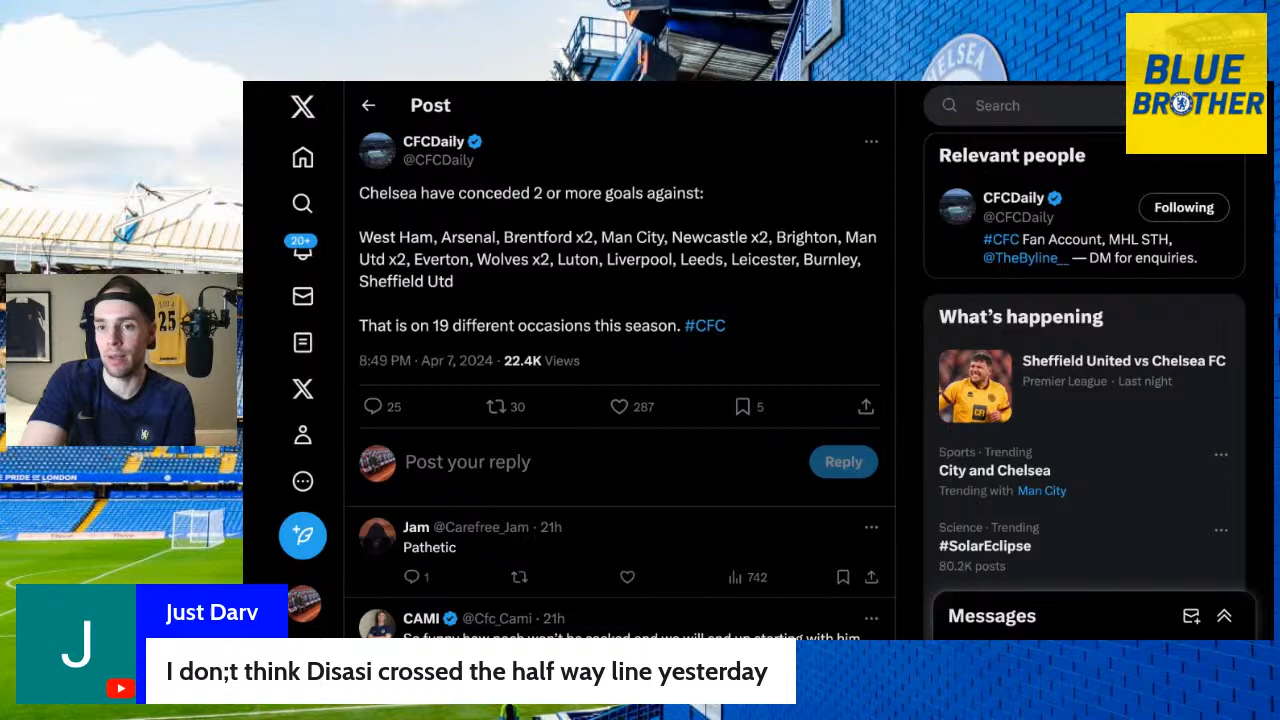 BLUE
BROTHER
CHELSEA
Post
Search
CFCDaily
@CFCDaily
Chelsea have conceded 2 or more goals against:
West Ham, Arsenal, Brentford x2, Man City, Newcastle x2, Brighton, Man
Utd x2, Everton, Wolves x2, Luton, Liverpool, Leeds, Leicester, Burnley,
Sheffield Utd
That is on 19 different occasions this season. #CFC
8:49 PM · Apr 7, 2024 · 22.4K Views
25 30 287 5
Post your reply
Reply
Jam @Carefree_Jam · 21h
Pathetic
1 742
CAMI @Cfc_Cami · 21h
20+
Relevant people
CFCDaily
@CFCDaily
Following
#CFC Fan Account, MHL STH,
@TheByline__ — DM for enquiries.
What's happening
Sheffield United vs Chelsea FC
Premier League · Last night
Sports · Trending
City and Chelsea
Trending with Man City
Science · Trending
#SolarEclipse
80.2K posts
Messages
25
PRIDE OF LONDON
J
Just Darv
I don;t think Disasi crossed the half way line yesterday